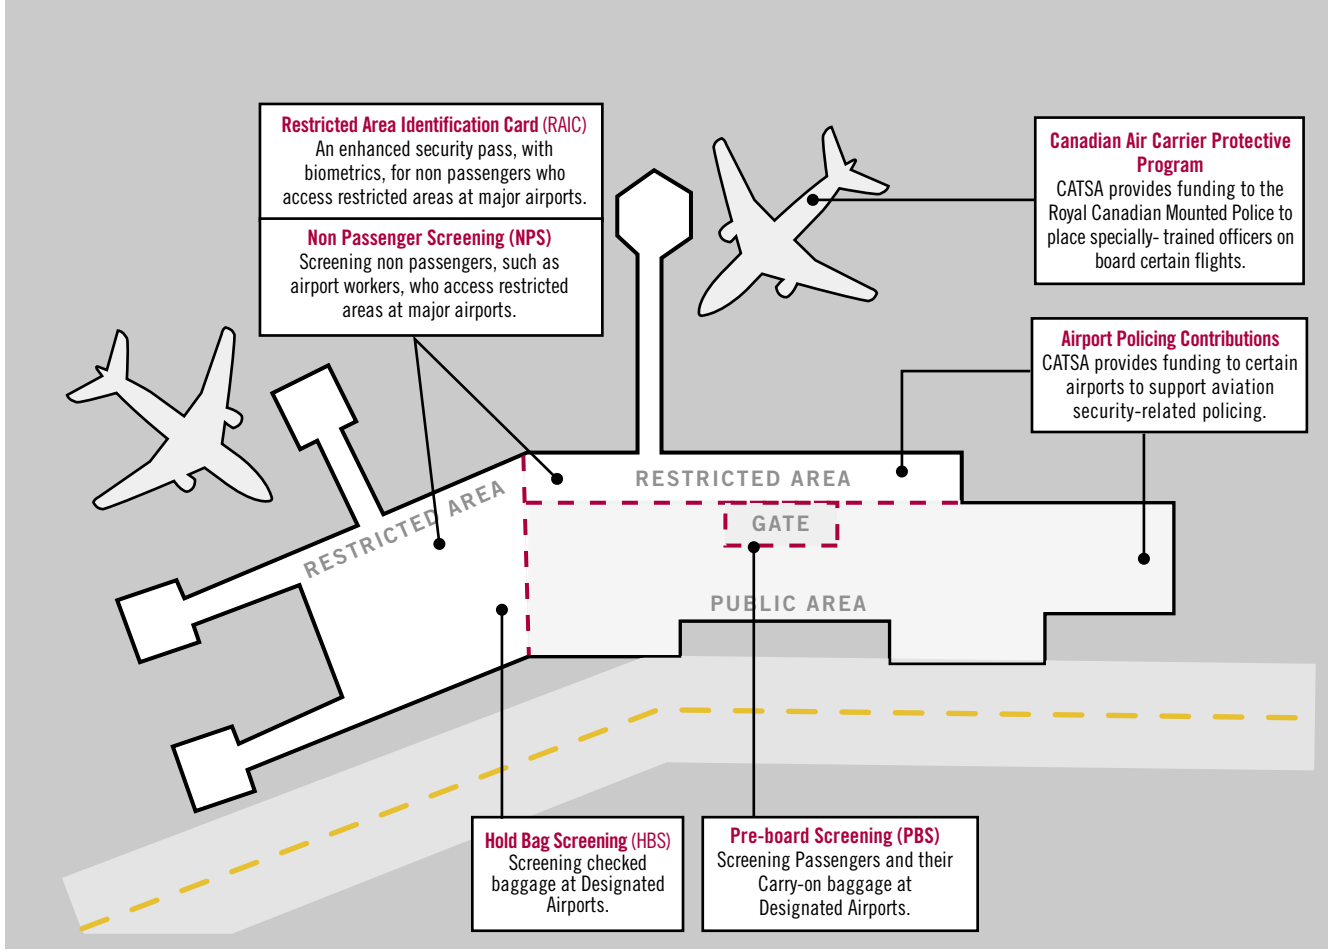 Restricted Area Identification Card (RAIC)
An enhanced security pass, with
biometrics, for non passengers who
access restricted areas at major airports.
Non Passenger Screening (NPS)
Screening non passengers, such as
airport workers, who access restricted
areas at major airports.
Canadian Air Carrier Protective
Program
CATSA provides funding to the
Royal Canadian Mounted Police to
place specially- trained officers on
board certain flights.
Airport Policing Contributions
CATSA provides funding to certain
airports to support aviation
security-related policing.
RESTRICTED AREA
RESTRICTED AREA
GATE
PUBLIC AREA
Hold Bag Screening (HBS)
Screening checked
baggage at Designated
Airports.
Pre-board Screening (PBS)
Screening Passengers and their
Carry-on baggage at
Designated Airports.